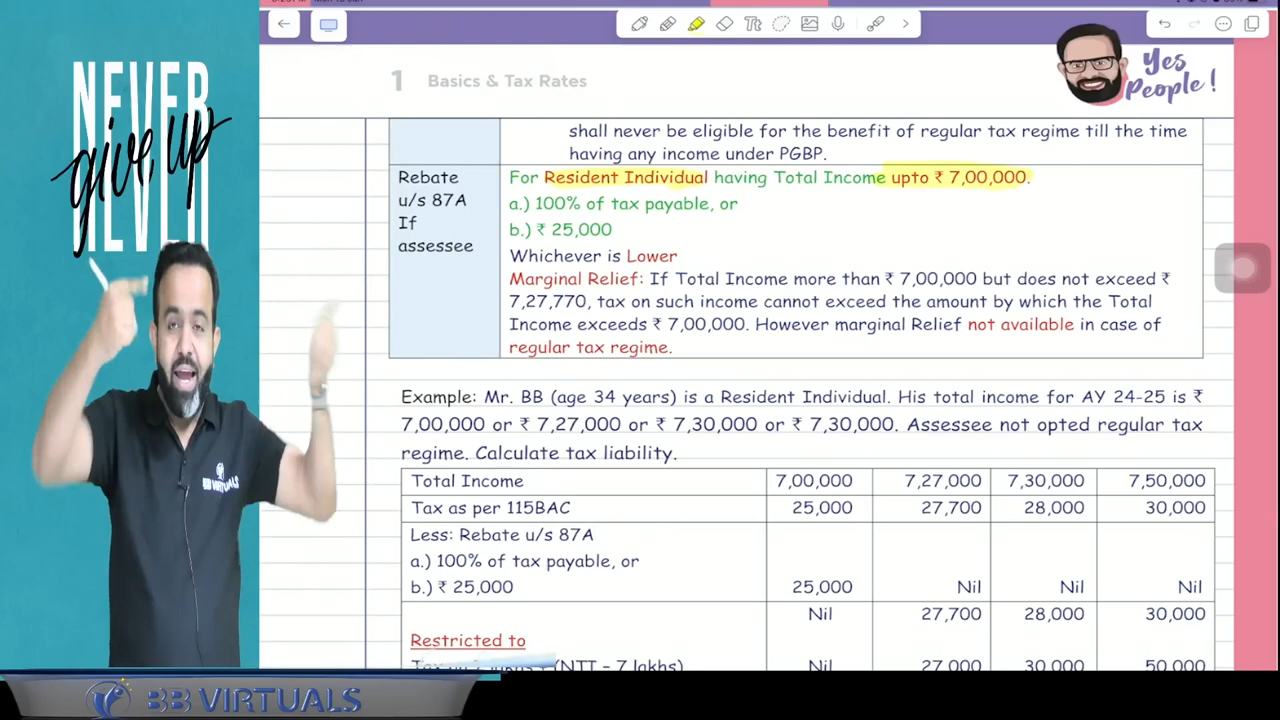 NEVER
give up
NEVER
BB VIRTUALS
1 Basics & Tax Rates
Yes
People !
shall never be eligible for the benefit of regular tax regime till the time
having any income under PGBP.
Rebate
u/s 87A
If
assessee
For Resident Individual having Total Income upto ₹ 7,00,000.
a.) 100% of tax payable, or
b.) ₹ 25,000
Whichever is Lower
Marginal Relief: If Total Income more than ₹ 7,00,000 but does not exceed ₹
7,27,770, tax on such income cannot exceed the amount by which the Total
Income exceeds ₹ 7,00,000. However marginal Relief not available in case of
regular tax regime.
Example: Mr. BB (age 34 years) is a Resident Individual. His total income for AY 24-25 is ₹
7,00,000 or ₹ 7,27,000 or ₹ 7,30,000 or ₹ 7,30,000. Assessee not opted regular tax
regime. Calculate tax liability.
Total Income 7,00,000 7,27,000 7,30,000 7,50,000
Tax as per 115BAC 25,000 27,700 28,000 30,000
Less: Rebate u/s 87A
a.) 100% of tax payable, or
b.) ₹ 25,000 25,000 Nil Nil Nil
Nil 27,700 28,000 30,000
Restricted to
(NTI – 7 lakhs) Nil 27,000 30,000 50,000
BB VIRTUALS